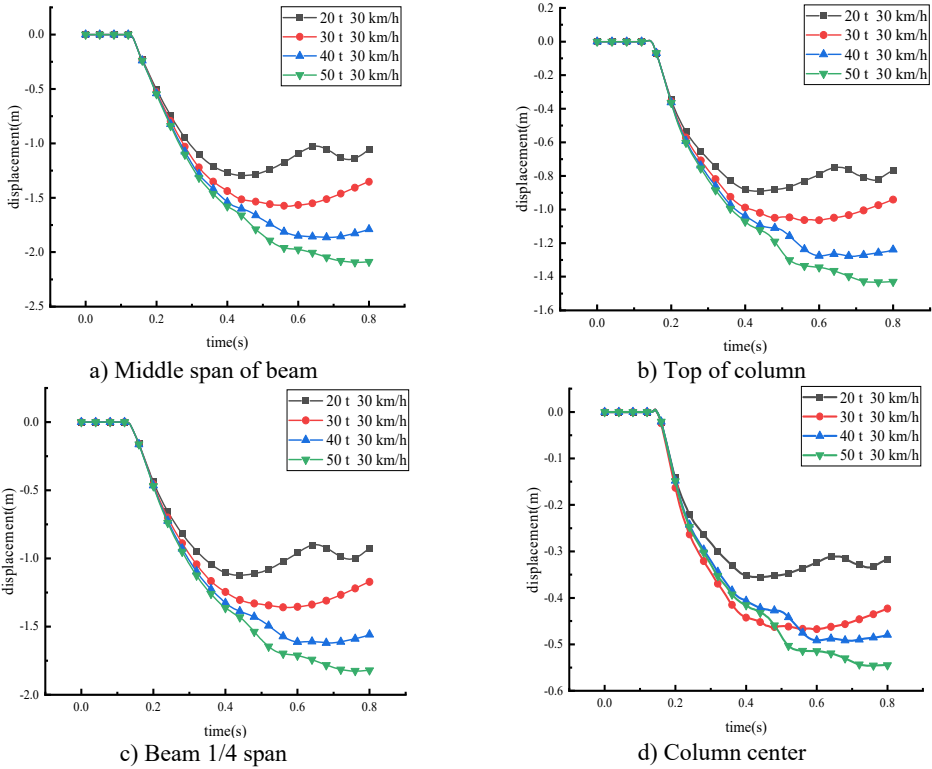 20 t 30 km/h
30 t 30 km/h
40 t 30 km/h
50 t 30 km/h
0.0
-0.5
-1.0
-1.5
-2.0
-2.5
displacement(m)
0.0 0.2 0.4 0.6 0.8
time(s)
a) Middle span of beam
20 t 30 km/h
30 t 30 km/h
40 t 30 km/h
50 t 30 km/h
0.2
0.0
-0.2
-0.4
-0.6
-0.8
-1.0
-1.2
-1.4
-1.6
displacement(m)
0.0 0.2 0.4 0.6 0.8
time(s)
b) Top of column
20 t 30 km/h
30 t 30 km/h
40 t 30 km/h
50 t 30 km/h
0.0
-0.5
-1.0
-1.5
-2.0
displacement(m)
0.0 0.2 0.4 0.6 0.8
time(s)
c) Beam 1/4 span
20 t 30 km/h
30 t 30 km/h
40 t 30 km/h
50 t 30 km/h
0.0
-0.1
-0.2
-0.3
-0.4
-0.5
-0.6
displacement(m)
0.0 0.2 0.4 0.6 0.8
time(s)
d) Column center